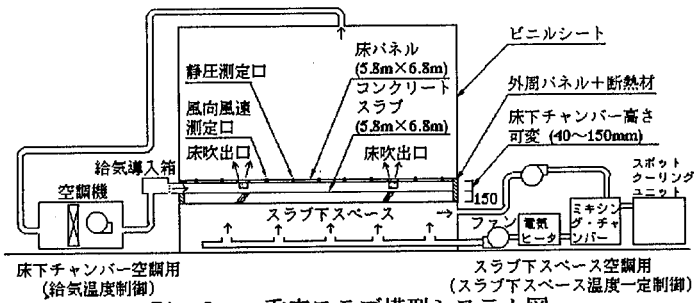 ビニルシート
床パネル
(5.8m×6.8m)
静圧測定口
コンクリート
スラブ
(5.8m×6.8m)
外周パネル+断熱材
風向風速
測定口
床下チャンバー高さ
可変 (40〜150mm)
給気導入箱
床吹出口
床吹出口
空調機
150
スポット
クーリング
ユニット
スラブ下スペース
ファン
電気
ヒータ
ミキシン
グ・チャ
ンバー
床下チャンバー空調用
(給気温度制御)
スラブ下スペース空調用
(スラブ下スペース温度一定制御)